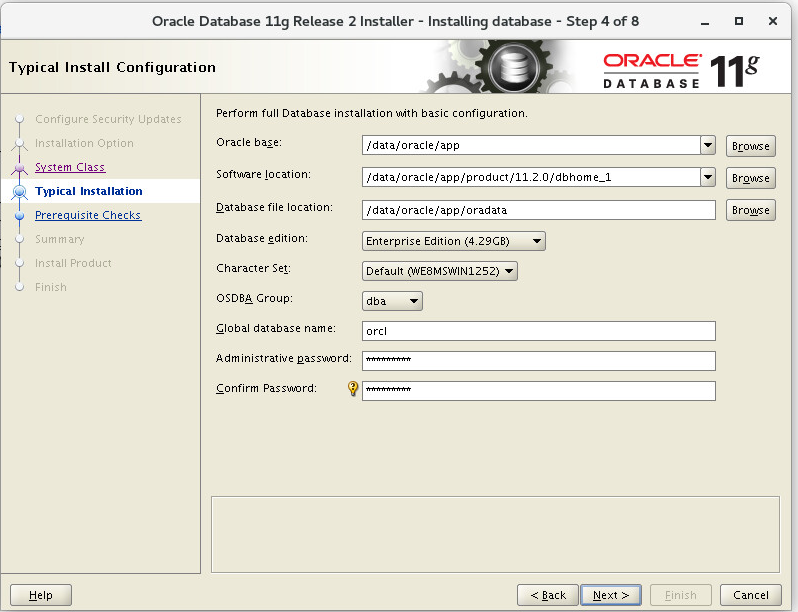 Oracle Database 11g Release 2 Installer - Installing database - Step 4 of 8
Typical Install Configuration
ORACLE
DATABASE 11g
Configure Security Updates
Installation Option
System Class
Typical Installation
Prerequisite Checks
Summary
Install Product
Finish
Perform full Database installation with basic configuration.
Oracle base: /data/oracle/app Browse
Software location: /data/oracle/app/product/11.2.0/dbhome_1 Browse
Database file location: /data/oracle/app/oradata Browse
Database edition: Enterprise Edition (4.29GB)
Character Set: Default (WE8MSWIN1252)
OSDBA Group: dba
Global database name: orcl
Administrative password: *********
Confirm Password: *********
Help < Back Next > Finish Cancel